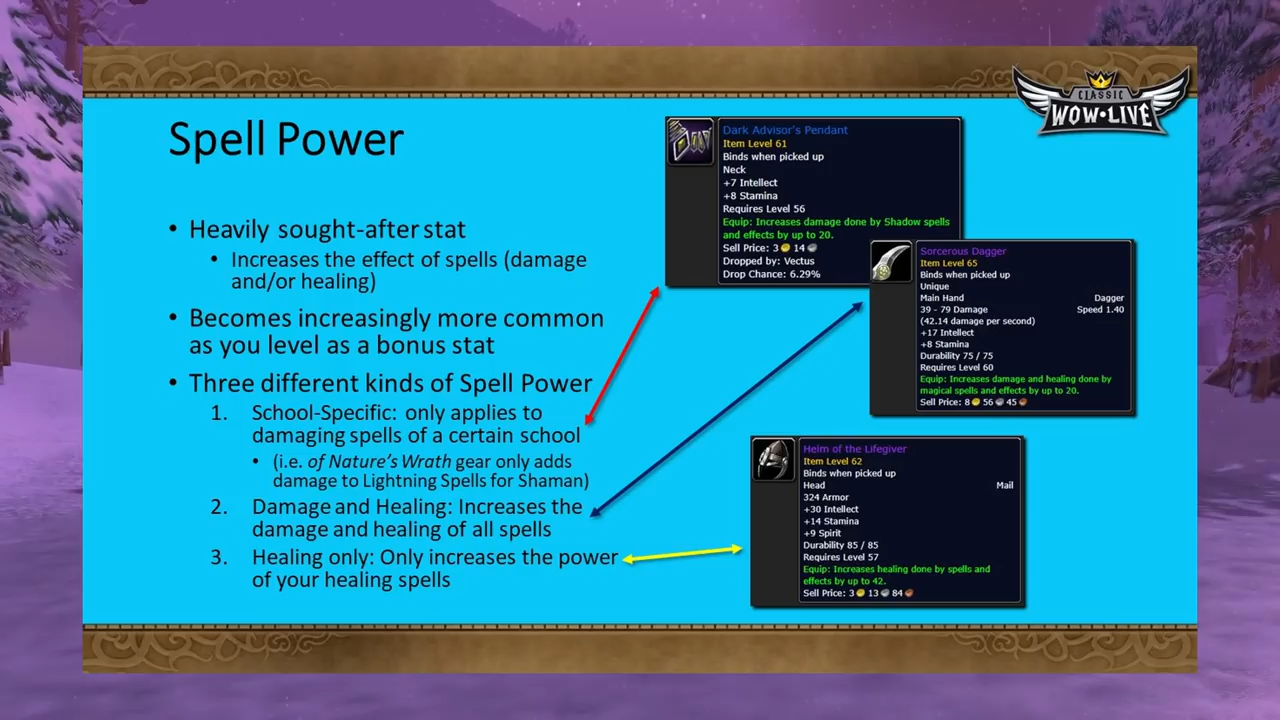 CLASSIC
WOW•LIVE
Spell Power
• Heavily sought-after stat
• Increases the effect of spells (damage
and/or healing)
• Becomes increasingly more common
as you level as a bonus stat
• Three different kinds of Spell Power
1. School-Specific: only applies to
damaging spells of a certain school
• (i.e. of Nature's Wrath gear only adds
damage to Lightning Spells for Shaman)
2. Damage and Healing: Increases the
damage and healing of all spells
3. Healing only: Only increases the power
of your healing spells
Dark Advisor's Pendant
Item Level 61
Binds when picked up
Neck
+7 Intellect
+8 Stamina
Requires Level 56
Equip: Increases damage done by Shadow spells
and effects by up to 20.
Sell Price: 3 14
Dropped by: Vectus
Drop Chance: 6.29%
Sorcerous Dagger
Item Level 65
Binds when picked up
Unique
Main Hand Dagger
39 - 79 Damage Speed 1.40
(42.14 damage per second)
+17 Intellect
+8 Stamina
Durability 75 / 75
Requires Level 60
Equip: Increases damage and healing done by
magical spells and effects by up to 20.
Sell Price: 8 56 45
Helm of the Lifegiver
Item Level 62
Binds when picked up
Head Mail
324 Armor
+30 Intellect
+14 Stamina
+9 Spirit
Durability 85 / 85
Requires Level 57
Equip: Increases healing done by spells and
effects by up to 42.
Sell Price: 3 13 84